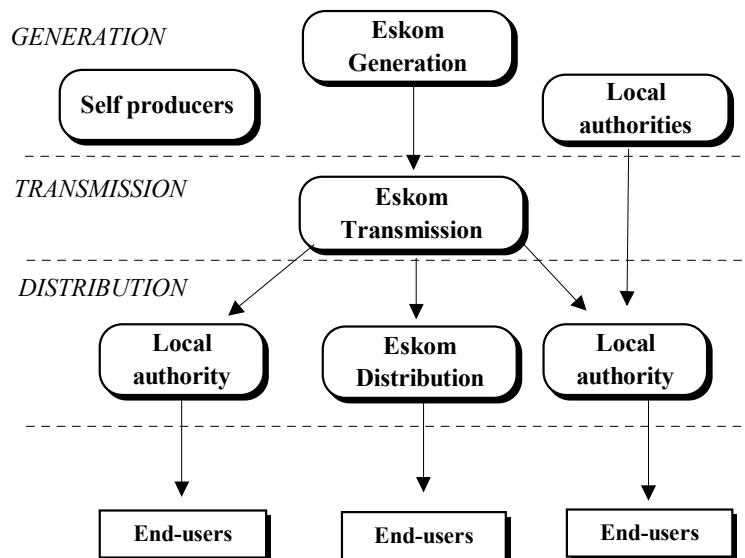 GENERATION
Eskom
Generation
Self producers
Local
authorities
TRANSMISSION
Eskom
Transmission
DISTRIBUTION
Local
authority
Eskom
Distribution
Local
authority
End-users
End-users
End-users